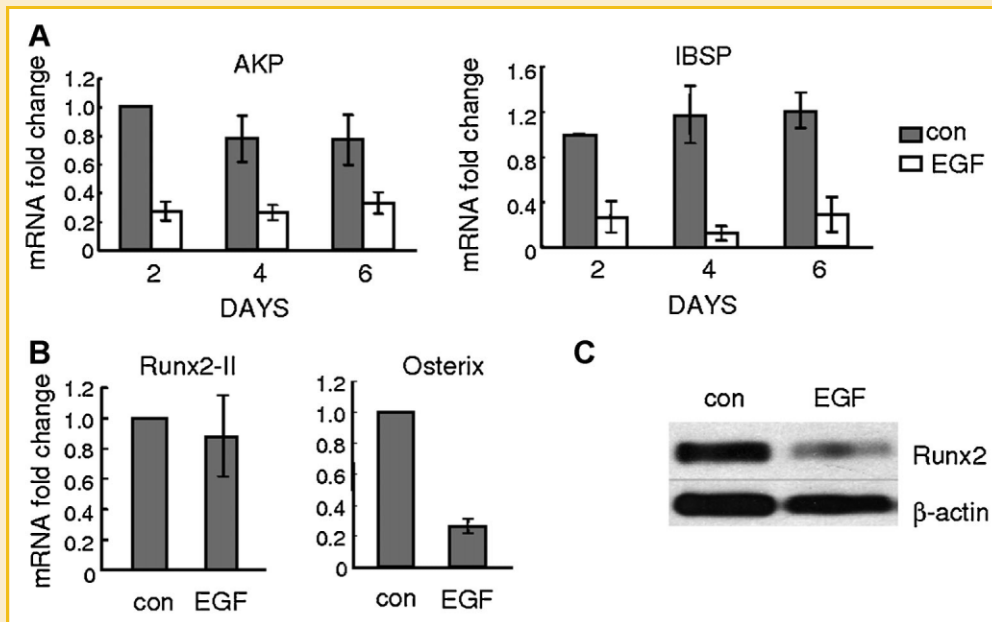 A
AKP
mRNA fold change
1.2
1.0
0.8
0.6
0.4
0.2
0
2 4 6
DAYS
IBSP
mRNA fold change
1.6
1.2
0.8
0.4
0
2 4 6
DAYS
con
EGF
B
Runx2-II
mRNA fold change
1.2
1.0
0.8
0.6
0.4
0.2
0
con EGF
Osterix
1.2
1.0
0.8
0.6
0.4
0.2
0
con EGF
C
con EGF
Runx2
β-actin